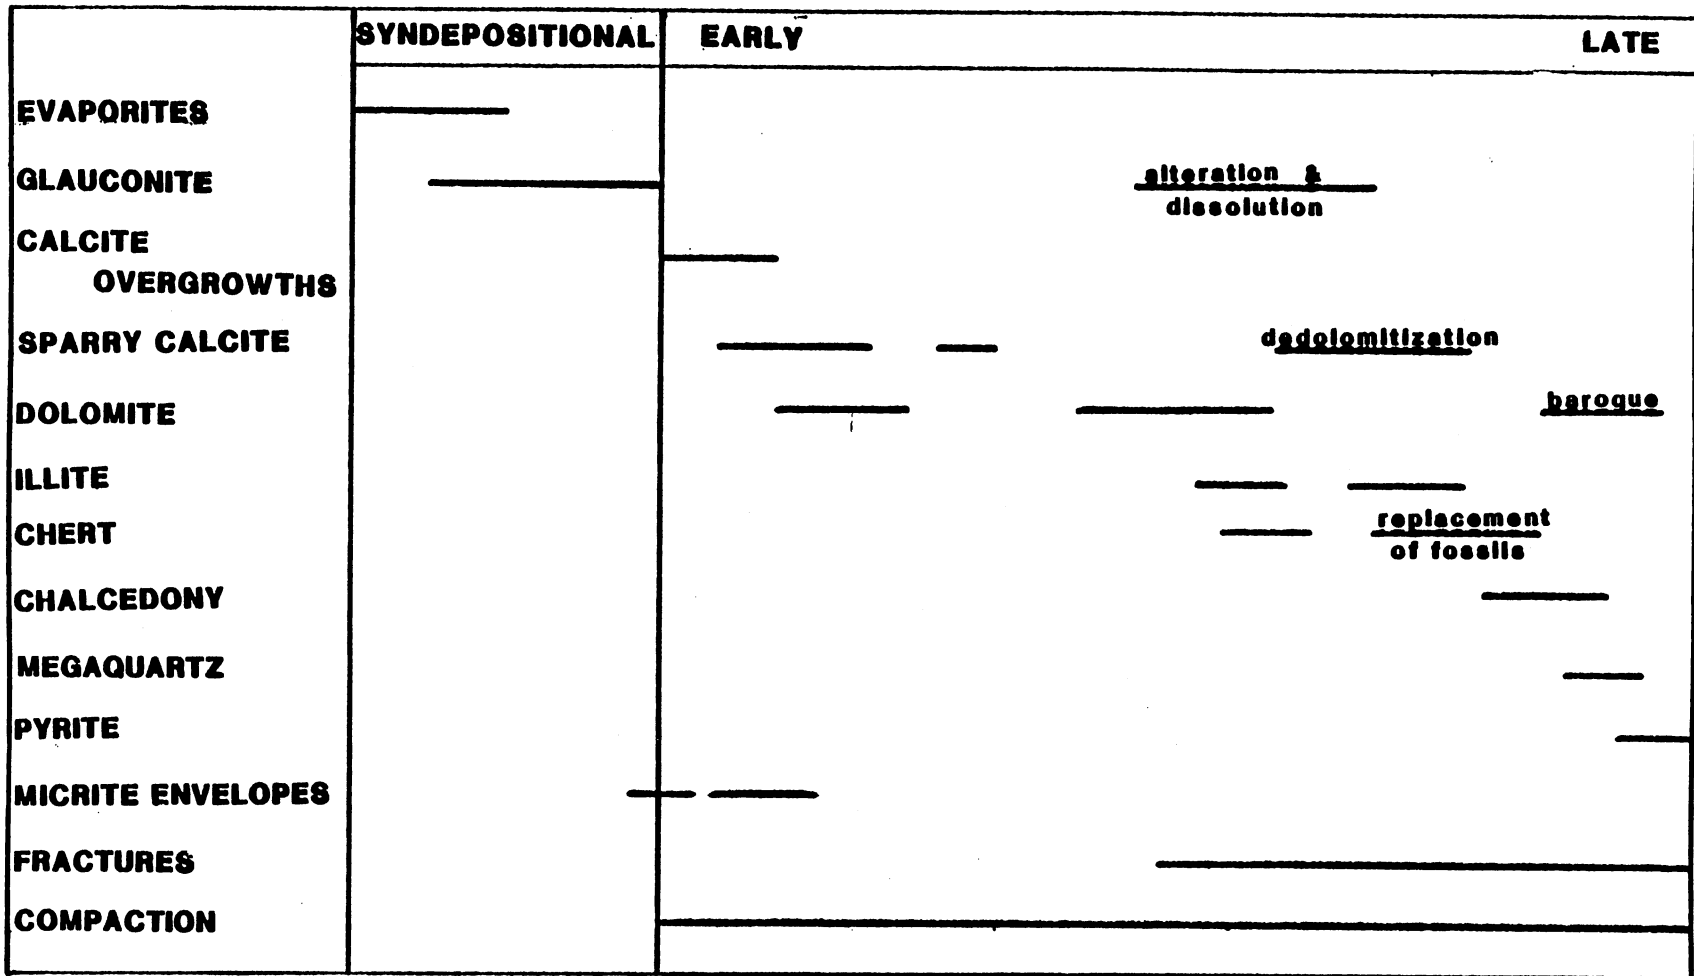 SYNDEPOSITIONAL EARLY LATE
EVAPORITES
GLAUCONITE alteration &
dissolution
CALCITE
OVERGROWTHS
SPARRY CALCITE dedolomitization
DOLOMITE baroque
ILLITE
CHERT replacement
of fossils
CHALCEDONY
MEGAQUARTZ
PYRITE
MICRITE ENVELOPES
FRACTURES
COMPACTION